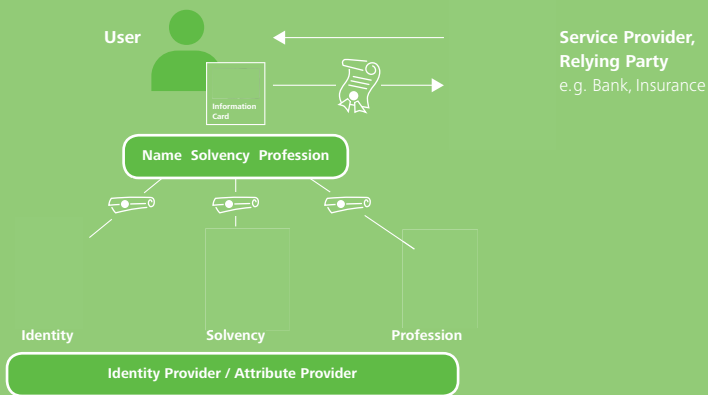 User
Service Provider,
Relying Party
e.g. Bank, Insurance
Information
Card
Name Solvency Profession
Identity
Solvency
Profession
Identity Provider / Attribute Provider